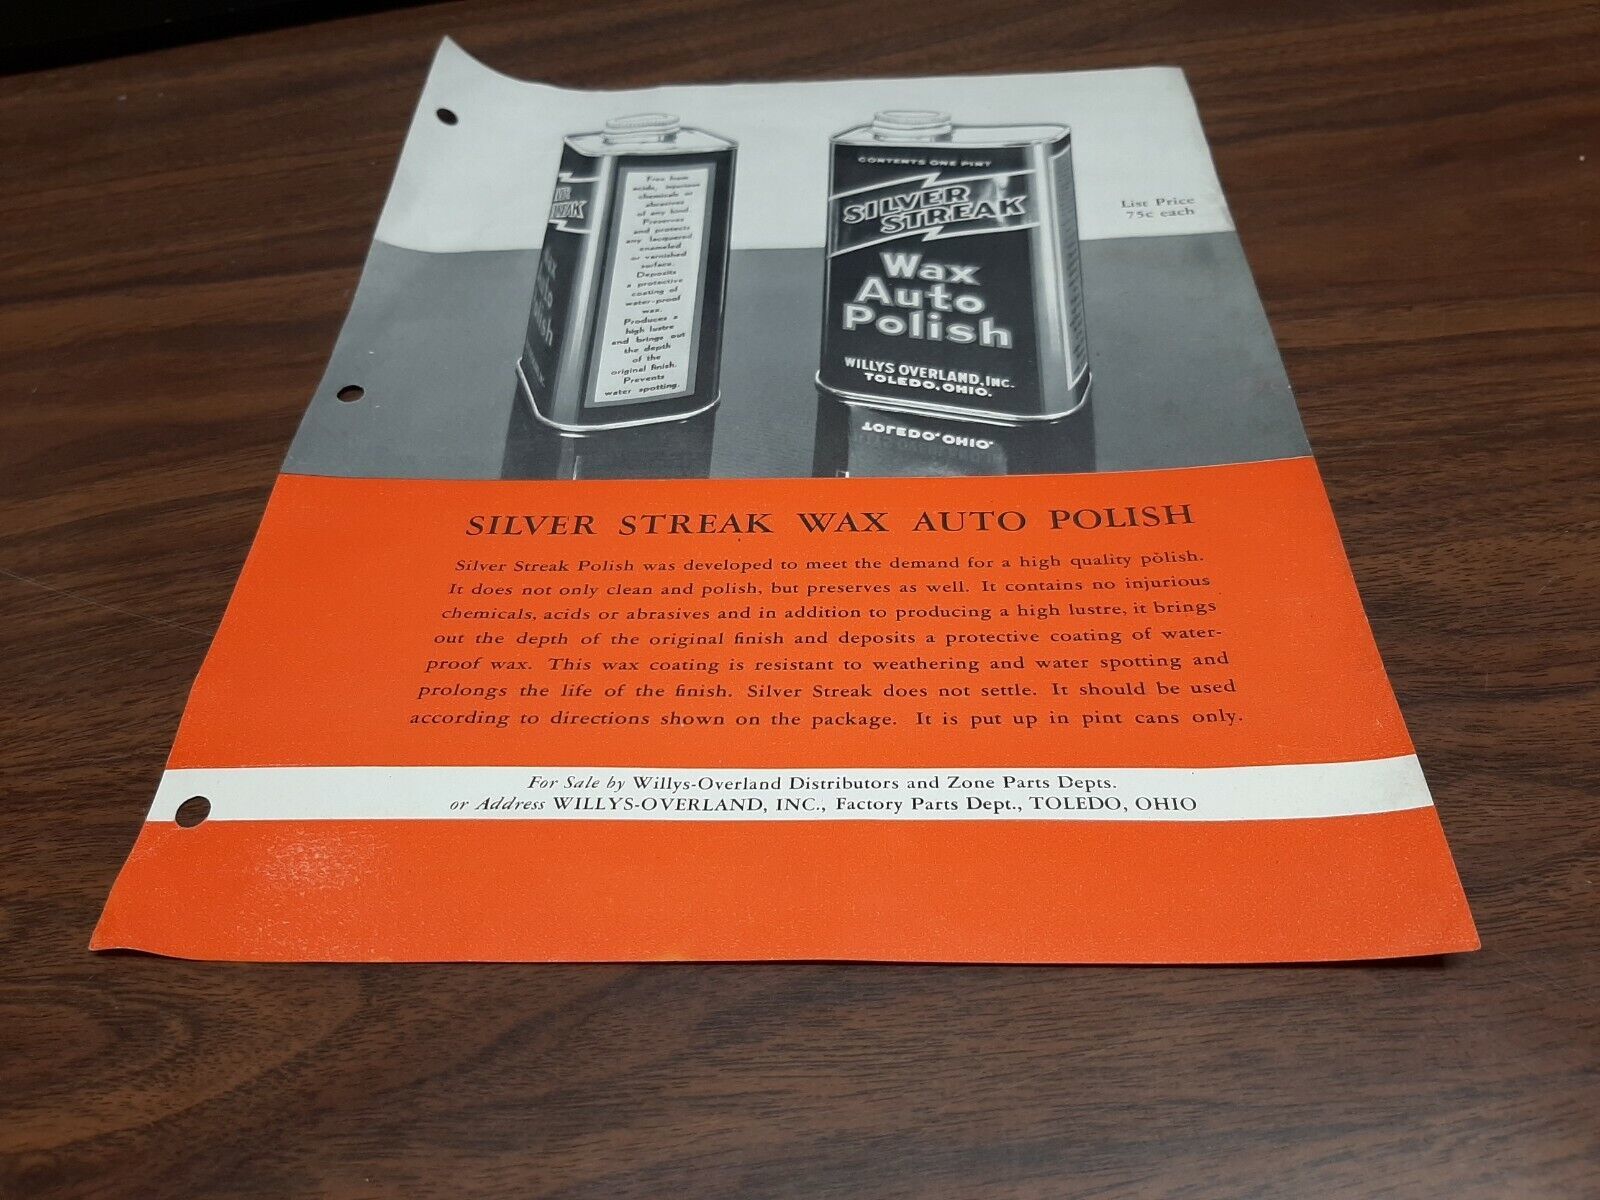 Free from
acids, injurious
chemicals or
abrasives
of any kind.
Preserves
and protects
any lacquered,
enameled
or varnished
surface.
Deposits
a protective
coating of
water-proof
wax.
Produces a
high lustre
and brings out
the depth
of the
original finish.
Prevents
water spotting.
CONTENTS ONE PINT
SILVER
STREAK
Wax
Auto
Polish
WILLYS OVERLAND, INC.
TOLEDO, OHIO.
List Price
75c each
SILVER STREAK WAX AUTO POLISH
Silver Streak Polish was developed to meet the demand for a high quality polish.
It does not only clean and polish, but preserves as well. It contains no injurious
chemicals, acids or abrasives and in addition to producing a high lustre, it brings
out the depth of the original finish and deposits a protective coating of water-
proof wax. This wax coating is resistant to weathering and water spotting and
prolongs the life of the finish. Silver Streak does not settle. It should be used
according to directions shown on the package. It is put up in pint cans only.
For Sale by Willys-Overland Distributors and Zone Parts Depts.
or Address WILLYS-OVERLAND, INC., Factory Parts Dept., TOLEDO, OHIO